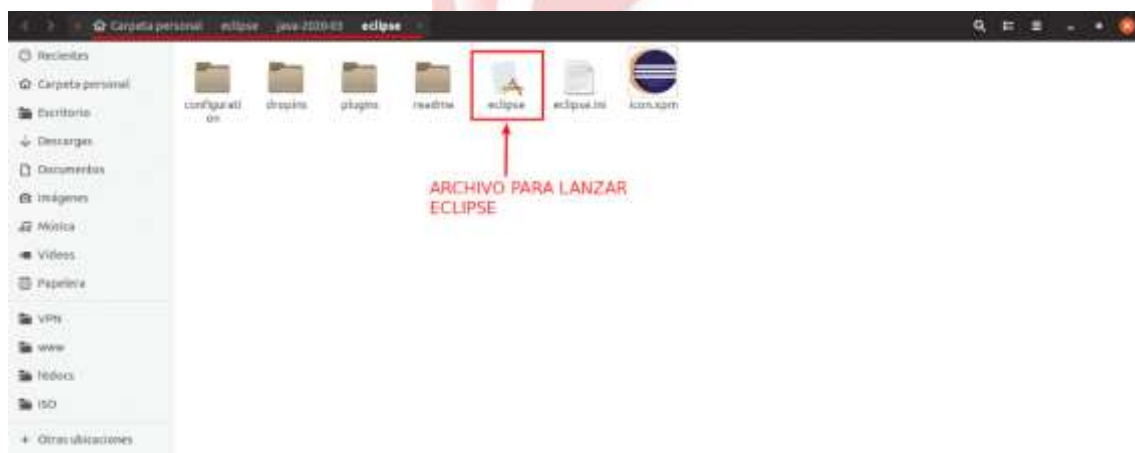 Carpeta personal eclipse java-2020-03 eclipse
Recientes
Carpeta personal
Escritorio
Descargas
Documentos
Imágenes
Música
Vídeos
Papelera
VPN
www
htdocs
ISO
+ Otras ubicaciones
configurati
on
dropins
plugins
readme
eclipse
eclipse.ini
icon.xpm
ARCHIVO PARA LANZAR
ECLIPSE